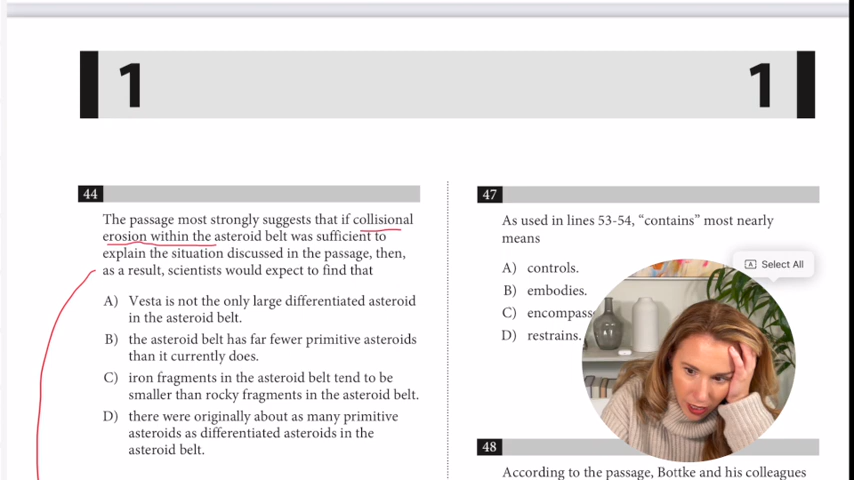 1
1
44
The passage most strongly suggests that if collisional
erosion within the asteroid belt was sufficient to
explain the situation discussed in the passage, then,
as a result, scientists would expect to find that
A) Vesta is not the only large differentiated asteroid
in the asteroid belt.
B) the asteroid belt has far fewer primitive asteroids
than it currently does.
C) iron fragments in the asteroid belt tend to be
smaller than rocky fragments in the asteroid belt.
D) there were originally about as many primitive
asteroids as differentiated asteroids in the
asteroid belt.
47
As used in lines 53-54, “contains” most nearly
means
A) controls.
B) embodies.
C) encompass
D) restrains.
Select All
48
According to the passage, Bottke and his colleagues